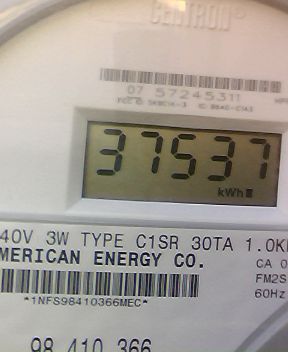 CENTRON®
07 57245311
37537
kWh
40V 3W TYPE C1SR 30TA 1.0K
MERICAN ENERGY CO.
CA 0
FM2S
60Hz
*1NFS98410366MEC*
98 410 366